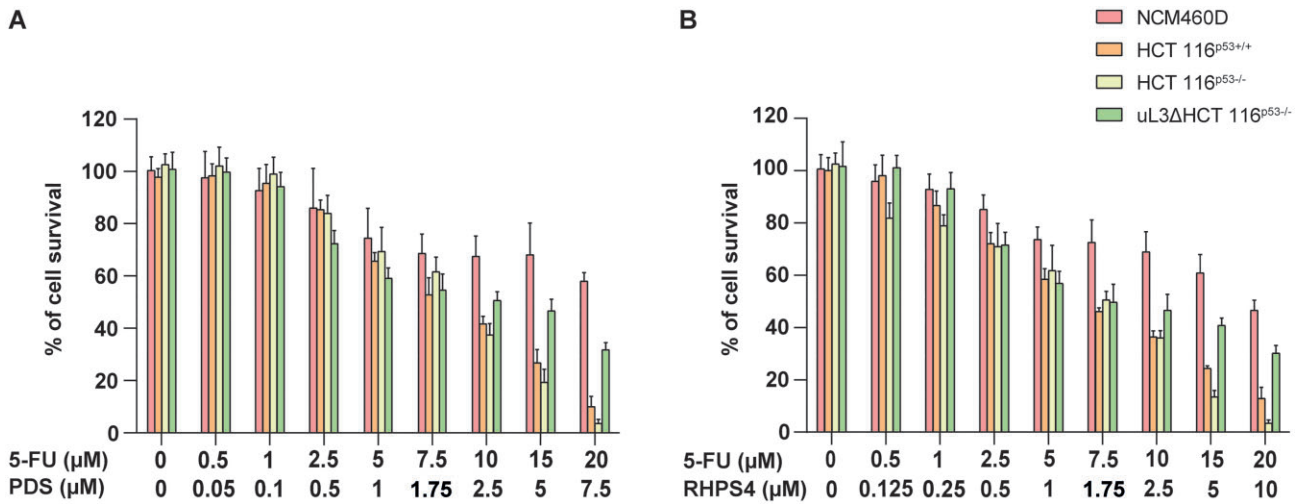 A
B
NCM460D
HCT 116p53+/+
HCT 116p53-/-
uL3ΔHCT 116p53-/-
% of cell survival
120
100
80
60
40
20
0
5-FU (µM) 0 0.5 1 2.5 5 7.5 10 15 20
PDS (µM) 0 0.05 0.1 0.5 1 1.75 2.5 5 7.5
% of cell survival
120
100
80
60
40
20
0
5-FU (µM) 0 0.5 1 2.5 5 7.5 10 15 20
RHPS4 (µM) 0 0.125 0.25 0.5 1 1.75 2.5 5 10